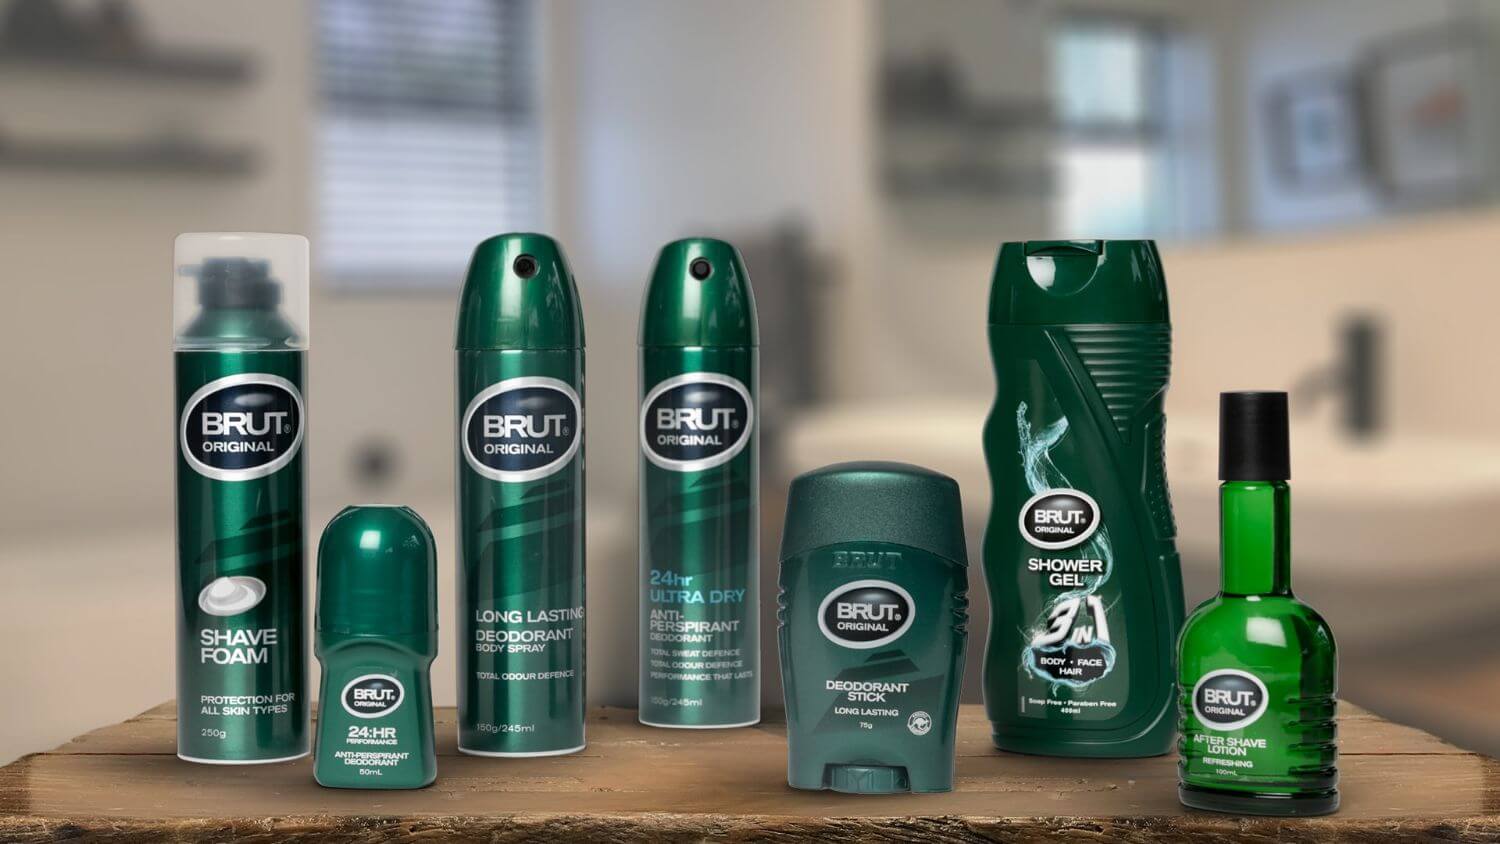 BRUT®
ORIGINAL
SHAVE
FOAM
PROTECTION FOR
ALL SKIN TYPES
250g
BRUT®
ORIGINAL
24:HR
PERFORMANCE
ANTI-PERSPIRANT
DEODORANT
50mL
BRUT®
ORIGINAL
LONG LASTING
DEODORANT
BODY SPRAY
TOTAL ODOUR DEFENCE
150g/245ml
BRUT®
ORIGINAL
24hr
ULTRA DRY
ANTI-
PERSPIRANT
DEODORANT
TOTAL SWEAT DEFENCE
TOTAL ODOUR DEFENCE
PERFORMANCE THAT LASTS
150g/245ml
BRUT
BRUT®
ORIGINAL
DEODORANT
STICK
LONG LASTING
75g
BRUT®
ORIGINAL
SHOWER
GEL
3 IN 1
BODY • FACE
HAIR
Soap Free • Paraben Free
400ml
BRUT®
ORIGINAL
AFTER SHAVE
LOTION
REFRESHING
100mL